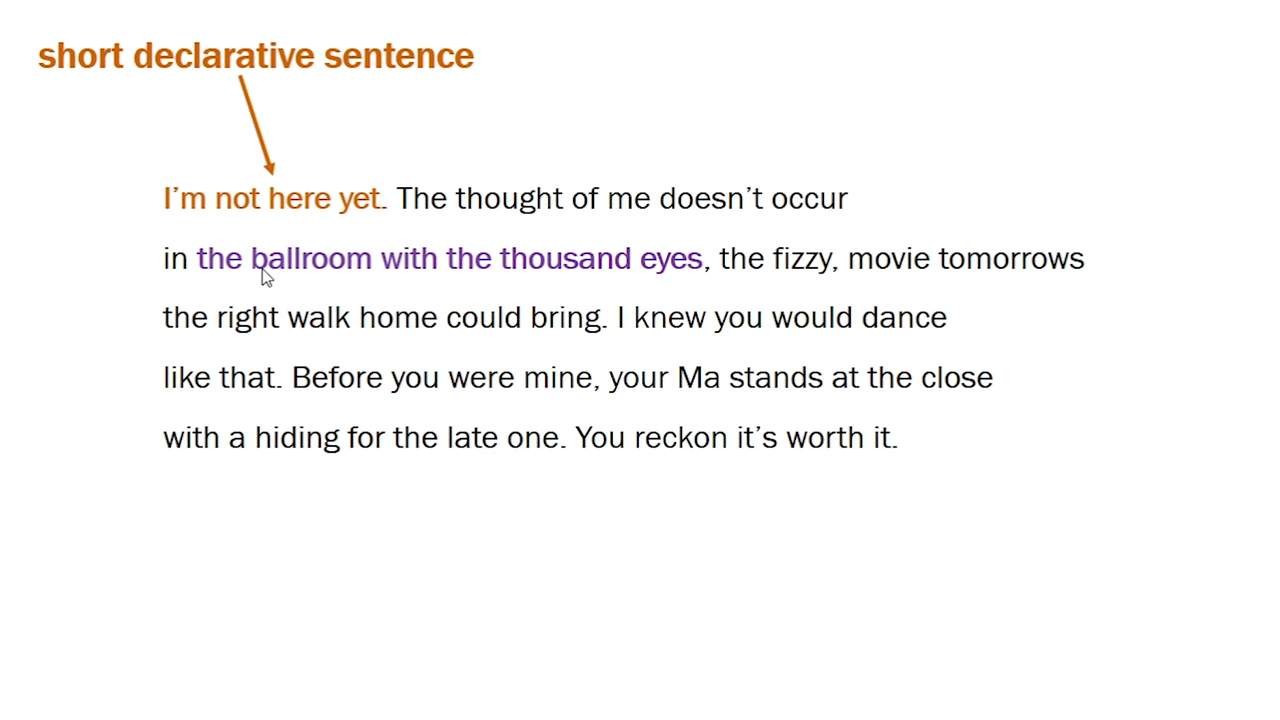 short declarative sentence
I’m not here yet. The thought of me doesn’t occur
in the ballroom with the thousand eyes, the fizzy, movie tomorrows
the right walk home could bring. I knew you would dance
like that. Before you were mine, your Ma stands at the close
with a hiding for the late one. You reckon it’s worth it.